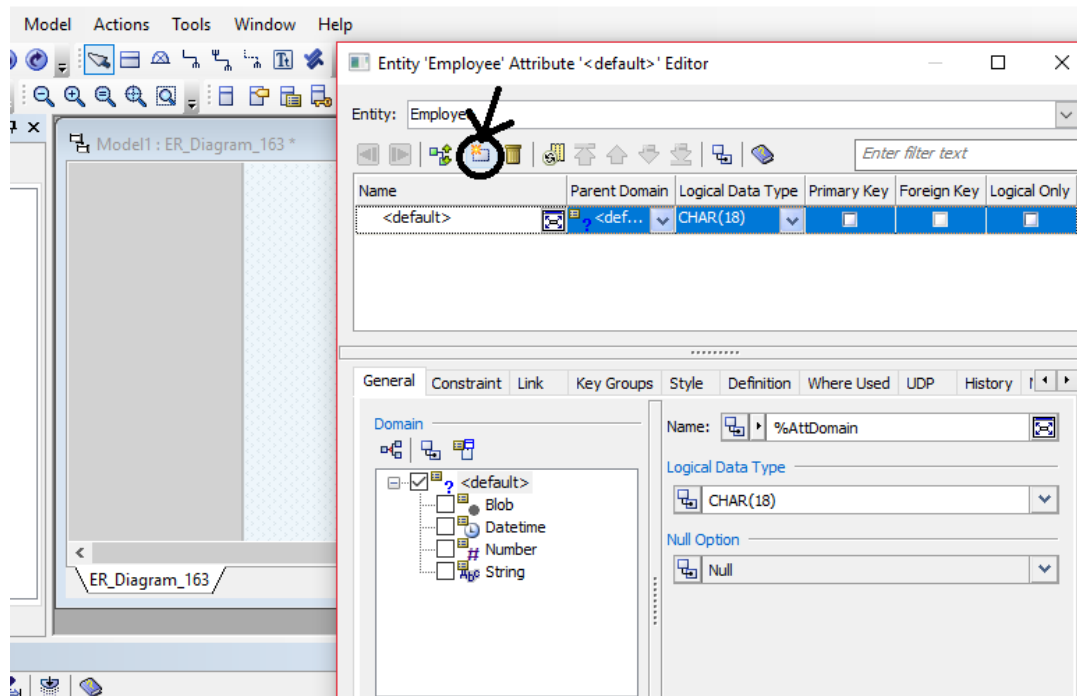 Model Actions Tools Window Help
Entity 'Employee' Attribute '<default>' Editor
Entity: Employee
Model1 : ER_Diagram_163 *
Enter filter text
Name Parent Domain Logical Data Type Primary Key Foreign Key Logical Only
<default> <def... CHAR(18)
General Constraint Link Key Groups Style Definition Where Used UDP History
Domain
Name: %AttDomain
<default>
Logical Data Type
Blob
CHAR(18)
Datetime
Number
Null Option
String
Null
ER_Diagram_163